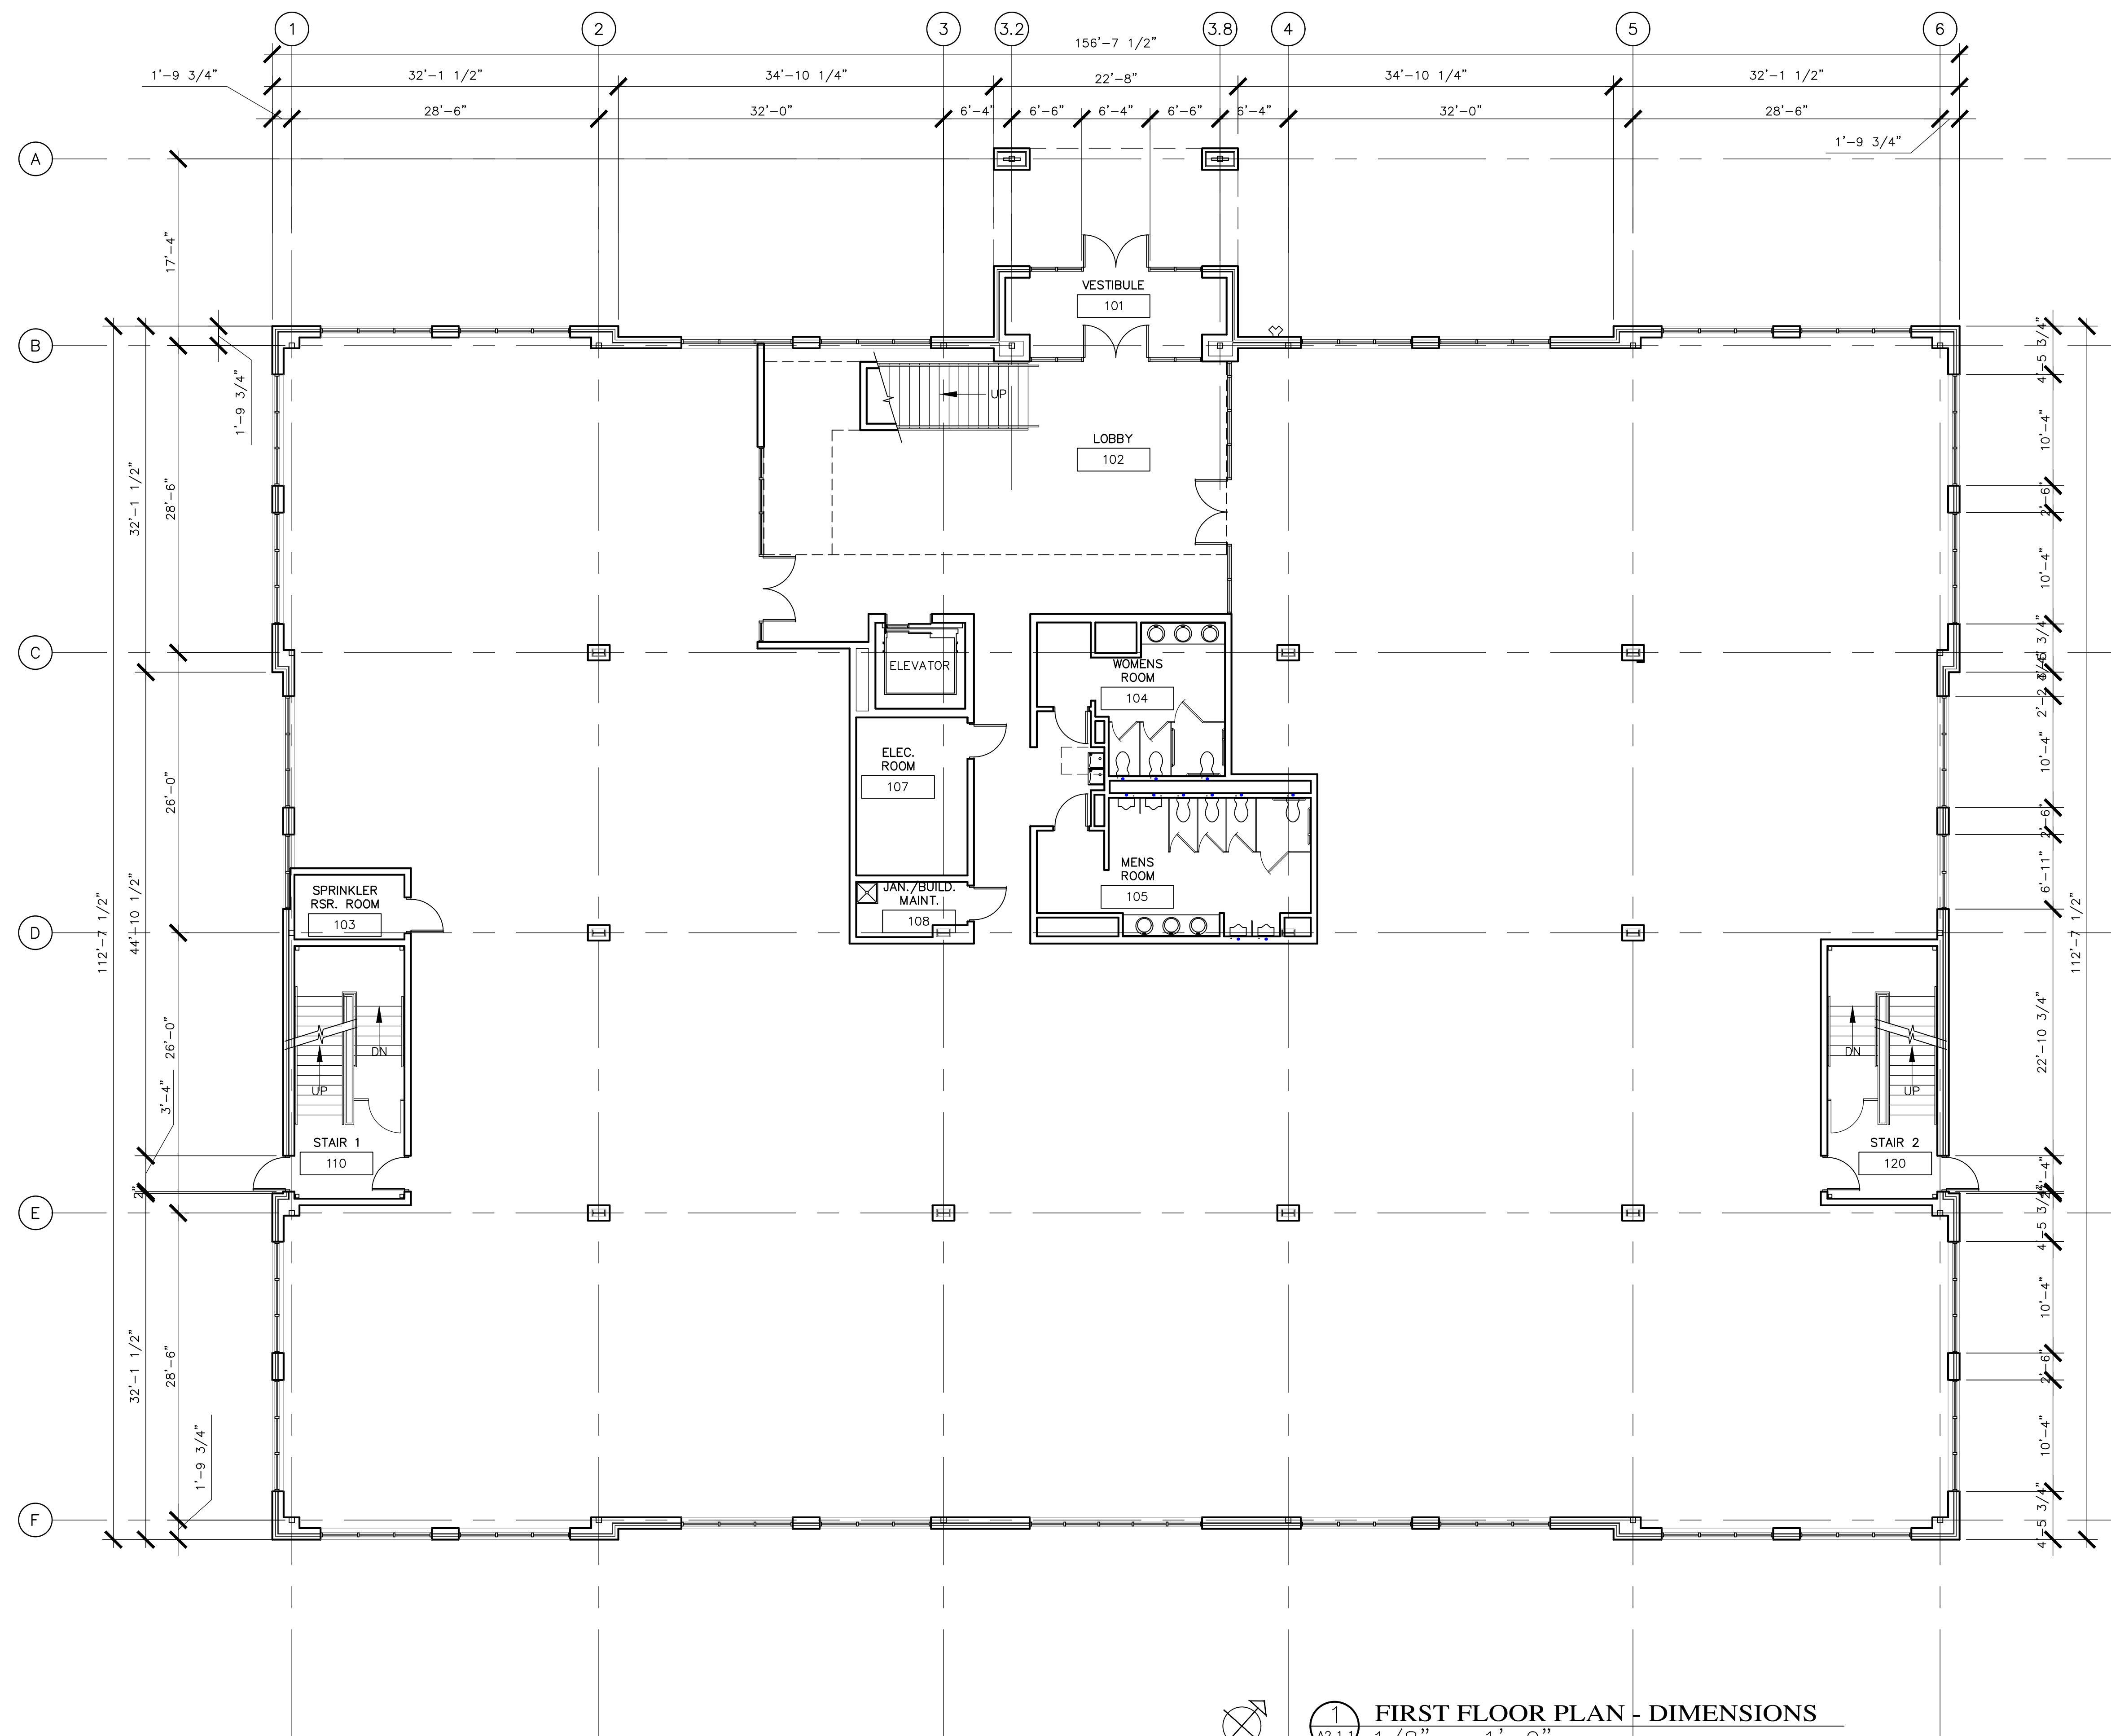 1
2
3
3.2
3.8
4
5
6
156'-7 1/2"
1'-9 3/4"
32'-1 1/2"
34'-10 1/4"
22'-8"
34'-10 1/4"
32'-1 1/2"
28'-6"
32'-0"
6'-4"
6'-6"
6'-4"
6'-6"
6'-4"
32'-0"
28'-6"
1'-9 3/4"
A
B
C
D
E
F
17'-4"
1'-9 3/4"
28'-6"
32'-1 1/2"
26'-0"
44'-10 1/2"
112'-7 1/2"
26'-0"
3'-4"
2"
28'-6"
32'-1 1/2"
1'-9 3/4"
VESTIBULE
101
UP
LOBBY
102
ELEVATOR
WOMENS
ROOM
104
ELEC.
ROOM
107
MENS
ROOM
105
JAN./BUILD.
MAINT.
108
SPRINKLER
RSR. ROOM
103
DN
UP
STAIR 1
110
DN
UP
STAIR 2
120
4'-5 3/4"
10'-4"
2'-6"
10'-4"
10'-4"
2'-6"
6'-11"
112'-7 1/2"
22'-10 3/4"
4'-5 3/4"
10'-4"
2'-6"
10'-4"
4'-5 3/4"
1
FIRST FLOOR PLAN - DIMENSIONS